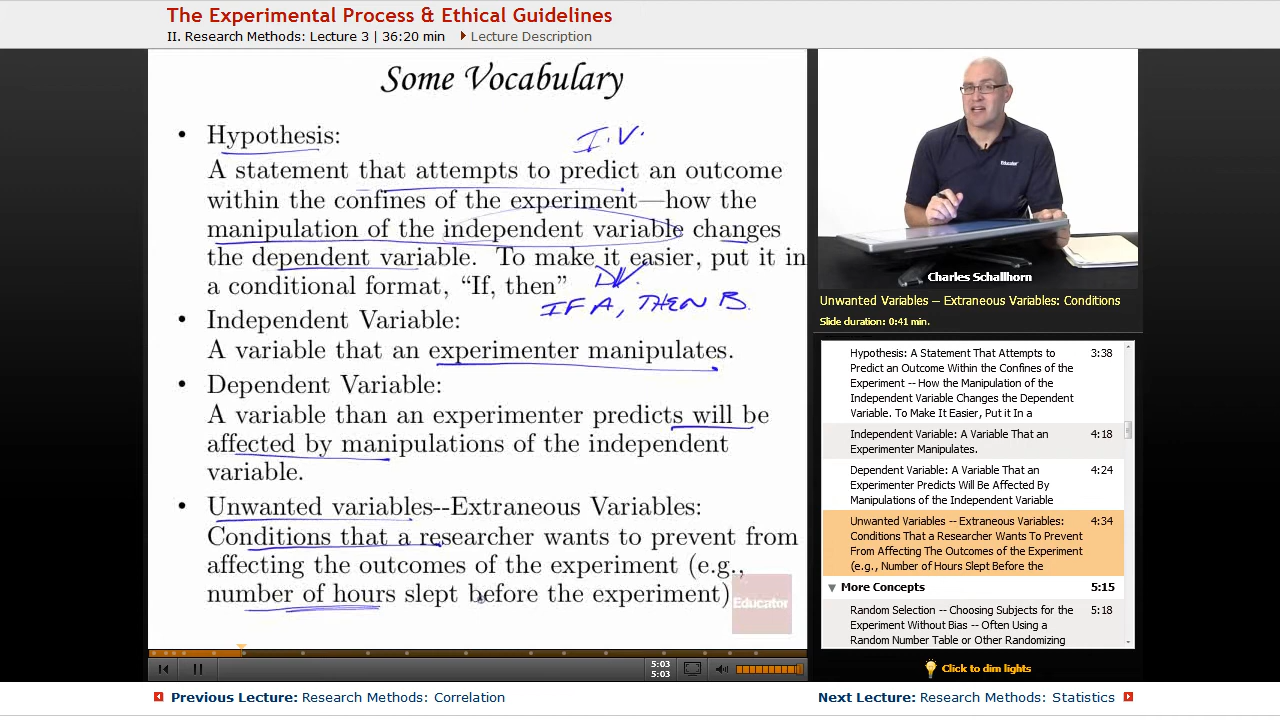 The Experimental Process & Ethical Guidelines
II. Research Methods: Lecture 3 | 36:20 min
Lecture Description
Some Vocabulary
• Hypothesis:
I.V.
A statement that attempts to predict an outcome
within the confines of the experiment—how the
manipulation of the independent variable changes
the dependent variable. To make it easier, put it in
a conditional format, “If, then”
DV.
IF A, THEN B.
• Independent Variable:
A variable that an experimenter manipulates.
• Dependent Variable:
A variable than an experimenter predicts will be
affected by manipulations of the independent
variable.
• Unwanted variables--Extraneous Variables:
Conditions that a researcher wants to prevent from
affecting the outcomes of the experiment (e.g.,
number of hours slept before the experiment)
Educator
Educator
Charles Schallhorn
Unwanted Variables -- Extraneous Variables: Conditions
Slide duration: 0:41 min.
Hypothesis: A Statement That Attempts to 3:38
Predict an Outcome Within the Confines of the
Experiment -- How the Manipulation of the
Independent Variable Changes the Dependent
Variable. To Make It Easier, Put it In a
Independent Variable: A Variable That an 4:18
Experimenter Manipulates.
Dependent Variable: A Variable That an 4:24
Experimenter Predicts Will Be Affected By
Manipulations of the Independent Variable
Unwanted Variables -- Extraneous Variables: 4:34
Conditions That a Researcher Wants To Prevent
From Affecting The Outcomes of the Experiment
(e.g., Number of Hours Slept Before the
More Concepts 5:15
Random Selection -- Choosing Subjects for the 5:18
Experiment Without Bias -- Often Using a
Random Number Table or Other Randomizing
5:03
5:03
Click to dim lights
Previous Lecture: Research Methods: Correlation
Next Lecture: Research Methods: Statistics